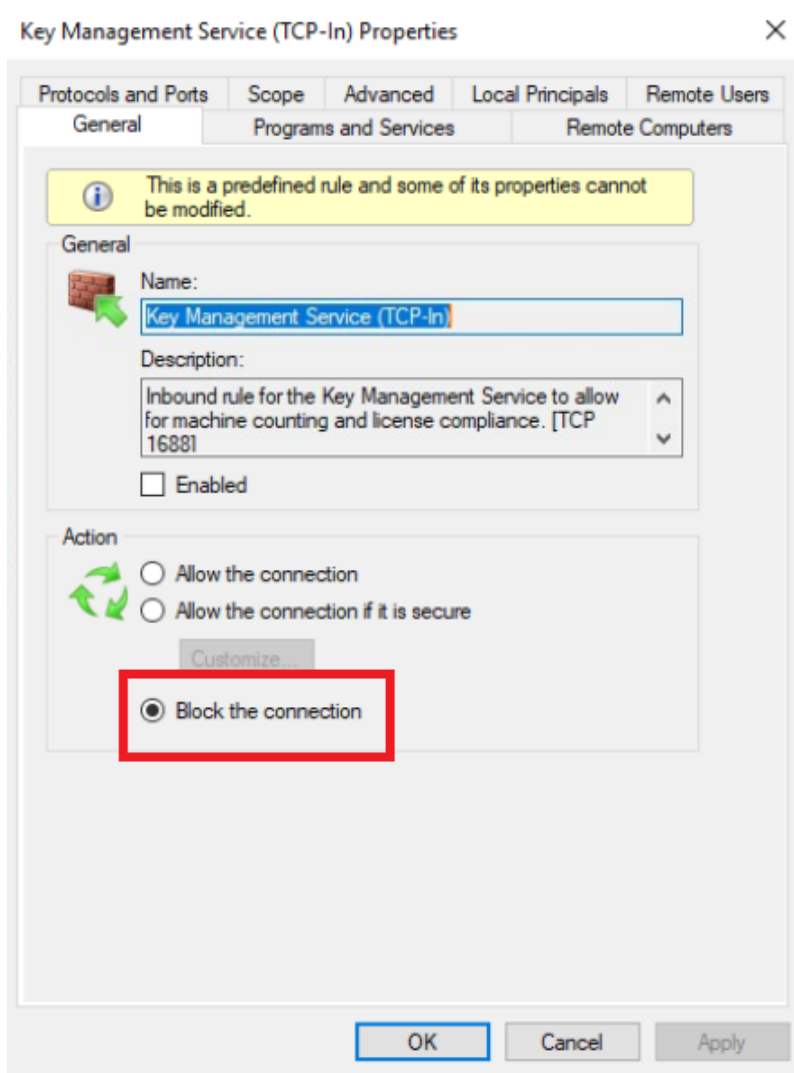 Key Management Service (TCP-In) Properties
Protocols and Ports Scope Advanced Local Principals Remote Users
General Programs and Services Remote Computers
This is a predefined rule and some of its properties cannot
be modified.
General
Name:
Key Management Service (TCP-In)
Description:
Inbound rule for the Key Management Service to allow
for machine counting and license compliance. [TCP
1688]
Enabled
Action
Allow the connection
Allow the connection if it is secure
Customize...
Block the connection
OK Cancel Apply